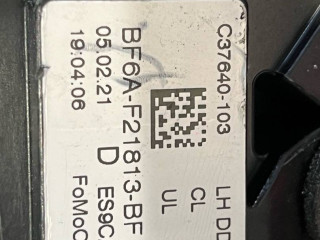 C37640-103 LH DD
CL
UL
BF6A-F21813-BF
D
05.02.21 ES9C
19:04:06 FoMoC